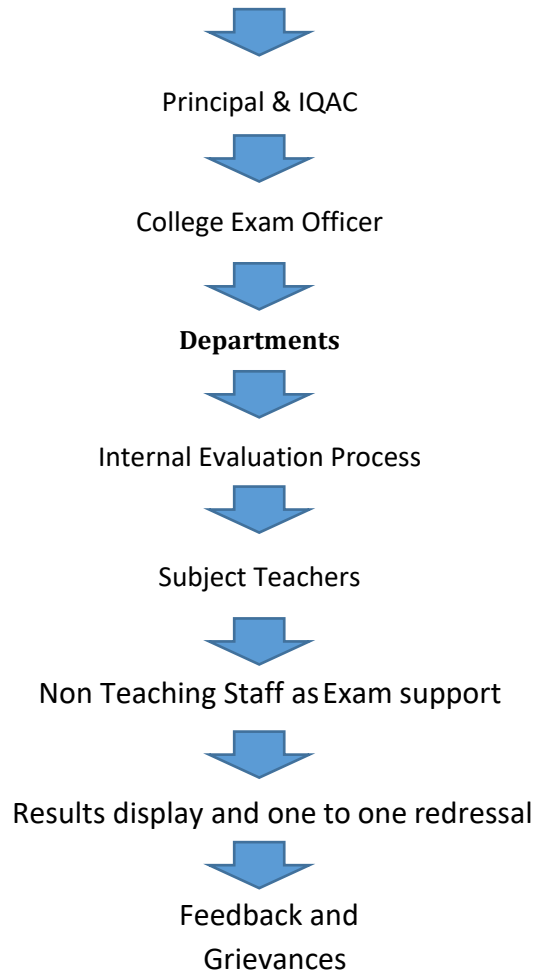 Principal & IQAC
College Exam Officer
Departments
Internal Evaluation Process
Subject Teachers
Non Teaching Staff as Exam support
Results display and one to one redressal
Feedback and
Grievances